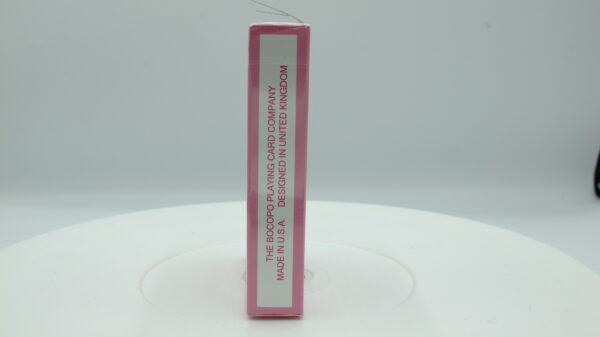 THE BOCOPO PLAYING CARD COMPANY
MADE IN U.S.A. DESIGNED IN UNITED KINGDOM